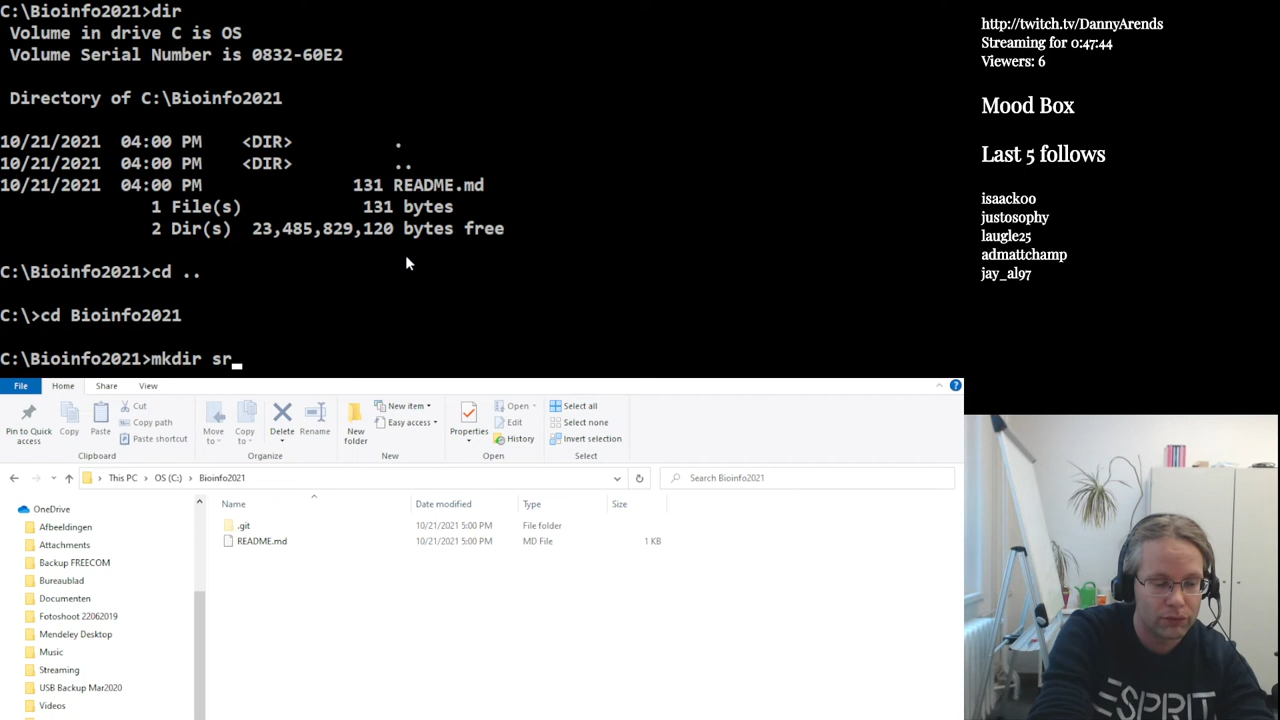 C:\Bioinfo2021>dir
Volume in drive C is OS
Volume Serial Number is 0832-60E2
Directory of C:\Bioinfo2021
10/21/2021 04:00 PM <DIR> .
10/21/2021 04:00 PM <DIR> ..
10/21/2021 04:00 PM 131 README.md
1 File(s) 131 bytes
2 Dir(s) 23,485,829,120 bytes free
C:\Bioinfo2021>cd ..
C:\>cd Bioinfo2021
C:\Bioinfo2021>mkdir sr_
http://twitch.tv/DannyArends
Streaming for 0:47:44
Viewers: 6
Mood Box
Last 5 follows
isaackoo
justosophy
laugle25
admattchamp
jay_al97
File Home Share View
Pin to Quick access
Copy
Paste
Cut
Copy path
Paste shortcut
Clipboard
Move to
Copy to
Delete
Rename
Organize
New folder
New item
Easy access
New
Properties
Open
Edit
History
Open
Select all
Select none
Invert selection
Select
This PC > OS (C:) > Bioinfo2021
Search Bioinfo2021
OneDrive
Afbeeldingen
Attachments
Backup FREECOM
Bureaublad
Documenten
Fotoshoot 22062019
Mendeley Desktop
Music
Streaming
USB Backup Mar2020
Videos
Name Date modified Type Size
.git 10/21/2021 5:00 PM File folder
README.md 10/21/2021 5:00 PM MD File 1 KB
ESPRIT